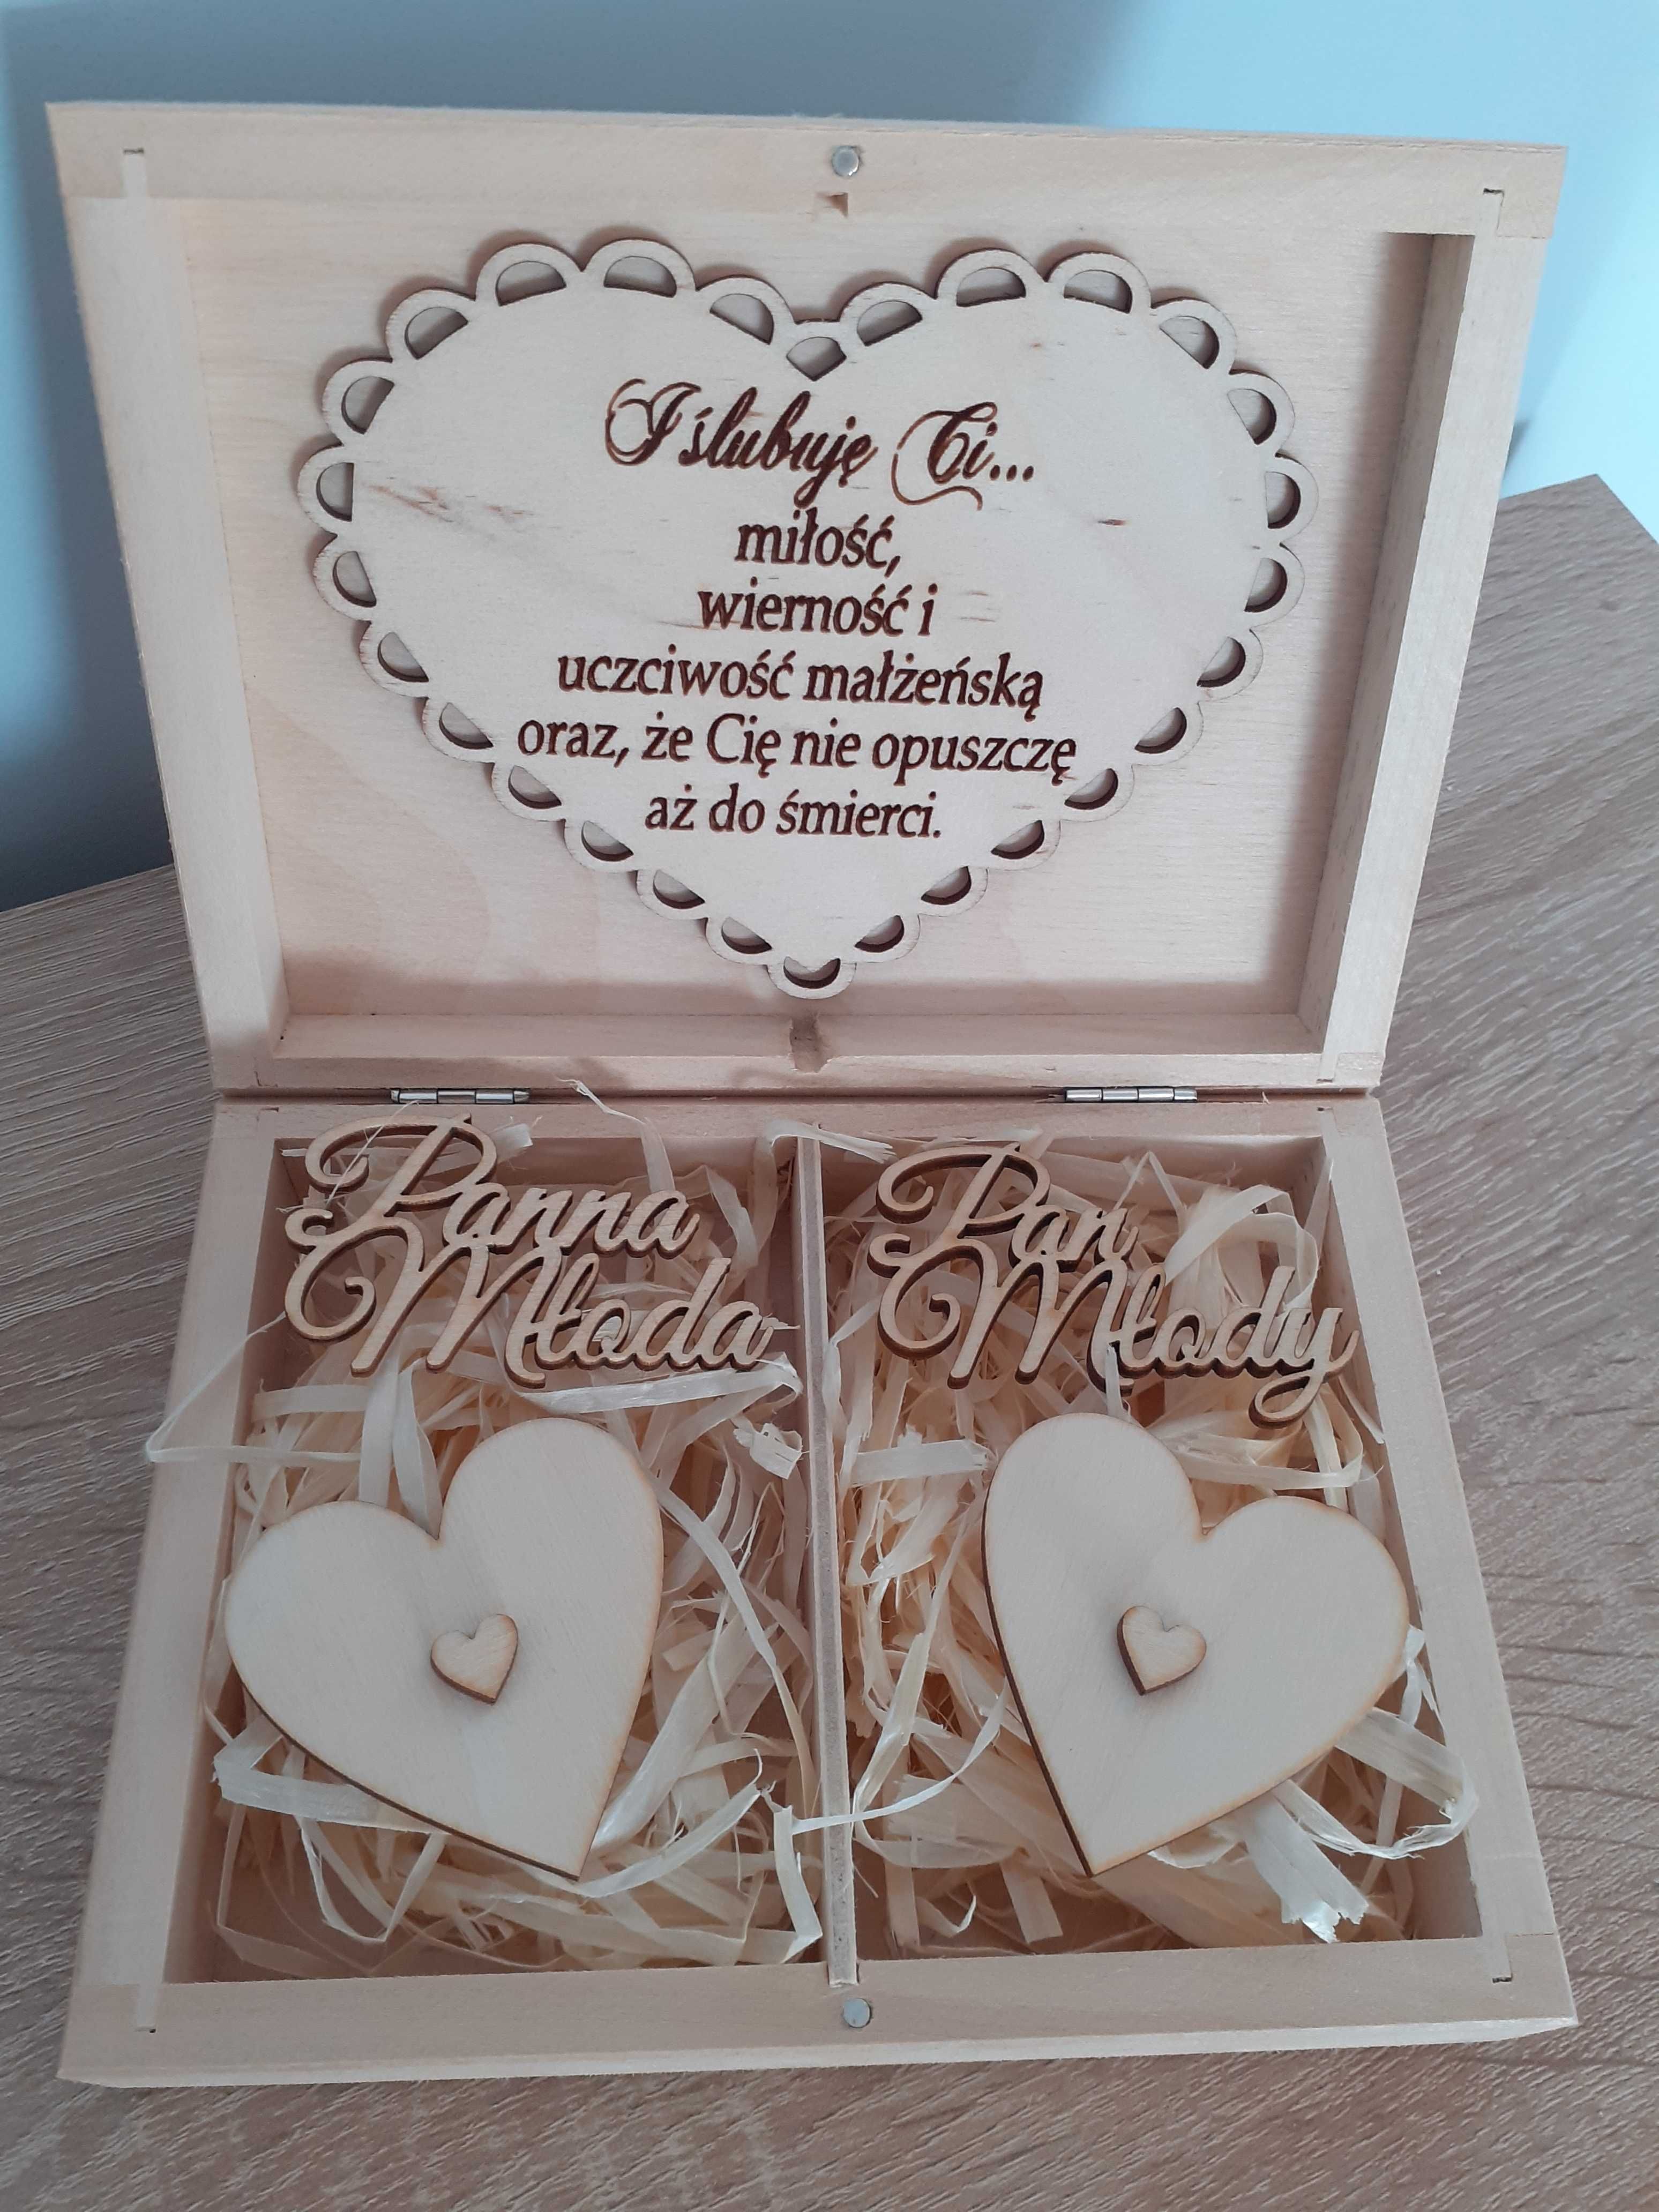 I ślubuję Ci...
miłość,
wierność i
uczciwość małżeńską
oraz, że Cię nie opuszczę
aż do śmierci.
Panna
Młoda
Pan
Młody